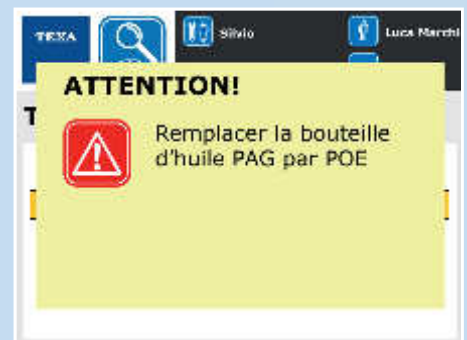 TEXA
Silvio
Luca Marchi
ATTENTION!
T
Remplacer la bouteille
d'huile PAG par POE